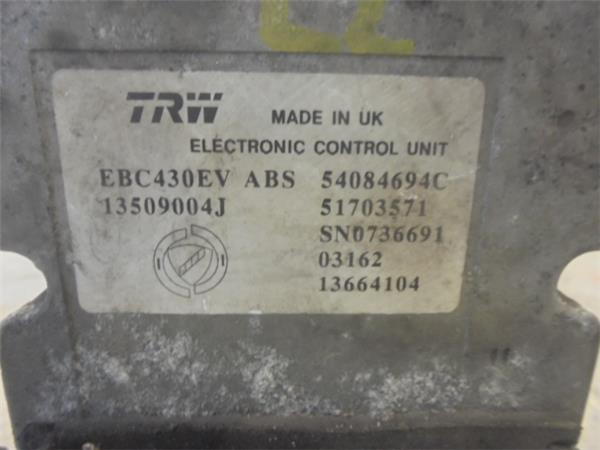 TRW MADE IN UK
ELECTRONIC CONTROL UNIT
EBC430EV ABS 54084694C
13509004J 51703571
SN0736691
03162
13664104